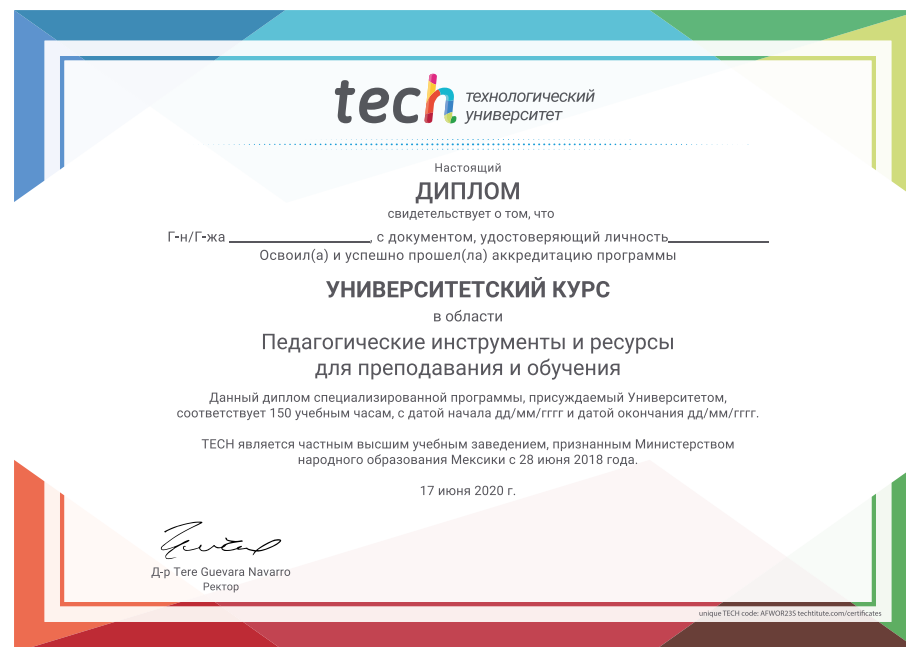 tech технологический
университет
Настоящий
ДИПЛОМ
свидетельствует о том, что
Г-н/Г-жа ____________________, с документом, удостоверяющий личность______________
Освоил(а) и успешно прошел(ла) аккредитацию программы
УНИВЕРСИТЕТСКИЙ КУРС
в области
Педагогические инструменты и ресурсы
для преподавания и обучения
Данный диплом специализированной программы, присуждаемый Университетом,
соответствует 150 учебным часам, с датой начала дд/мм/гггг и датой окончания дд/мм/гггг.
TECH является частным высшим учебным заведением, признанным Министерством
народного образования Мексики с 28 июня 2018 года.
17 июня 2020 г.
Д-р Tere Guevara Navarro
Ректор
unique TECH code: AFWOR23S techtitute.com/certificates